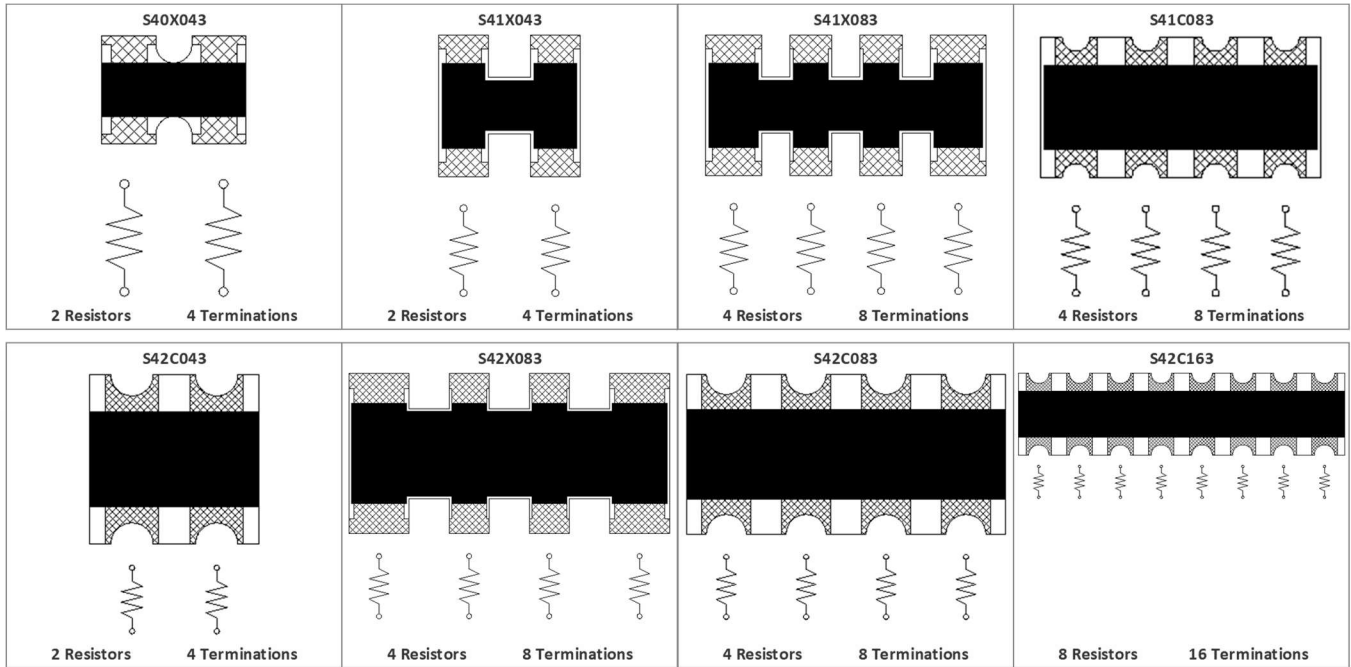 S40X043 S41X043 S41X083 S41C083
2 Resistors 4 Terminations 2 Resistors 4 Terminations 4 Resistors 8 Terminations 4 Resistors 8 Terminations
S42C043 S42X083 S42C083 S42C163
2 Resistors 4 Terminations 4 Resistors 8 Terminations 4 Resistors 8 Terminations 8 Resistors 16 Terminations